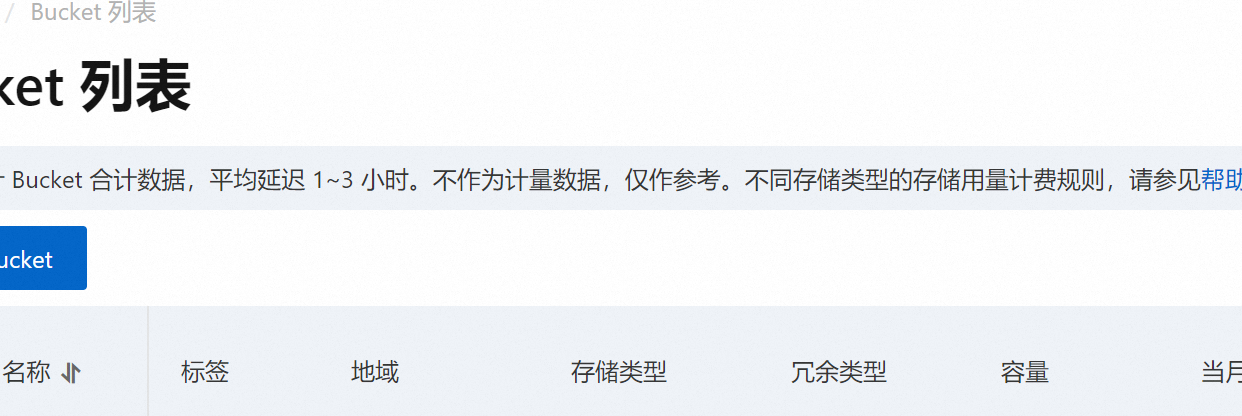 / Bucket 列表
ket 列表
Bucket 合计数据，平均延迟 1~3 小时。不作为计量数据，仅作参考。不同存储类型的存储用量计费规则，请参见帮助
ucket
名称 标签 地域 存储类型 冗余类型 容量 当月